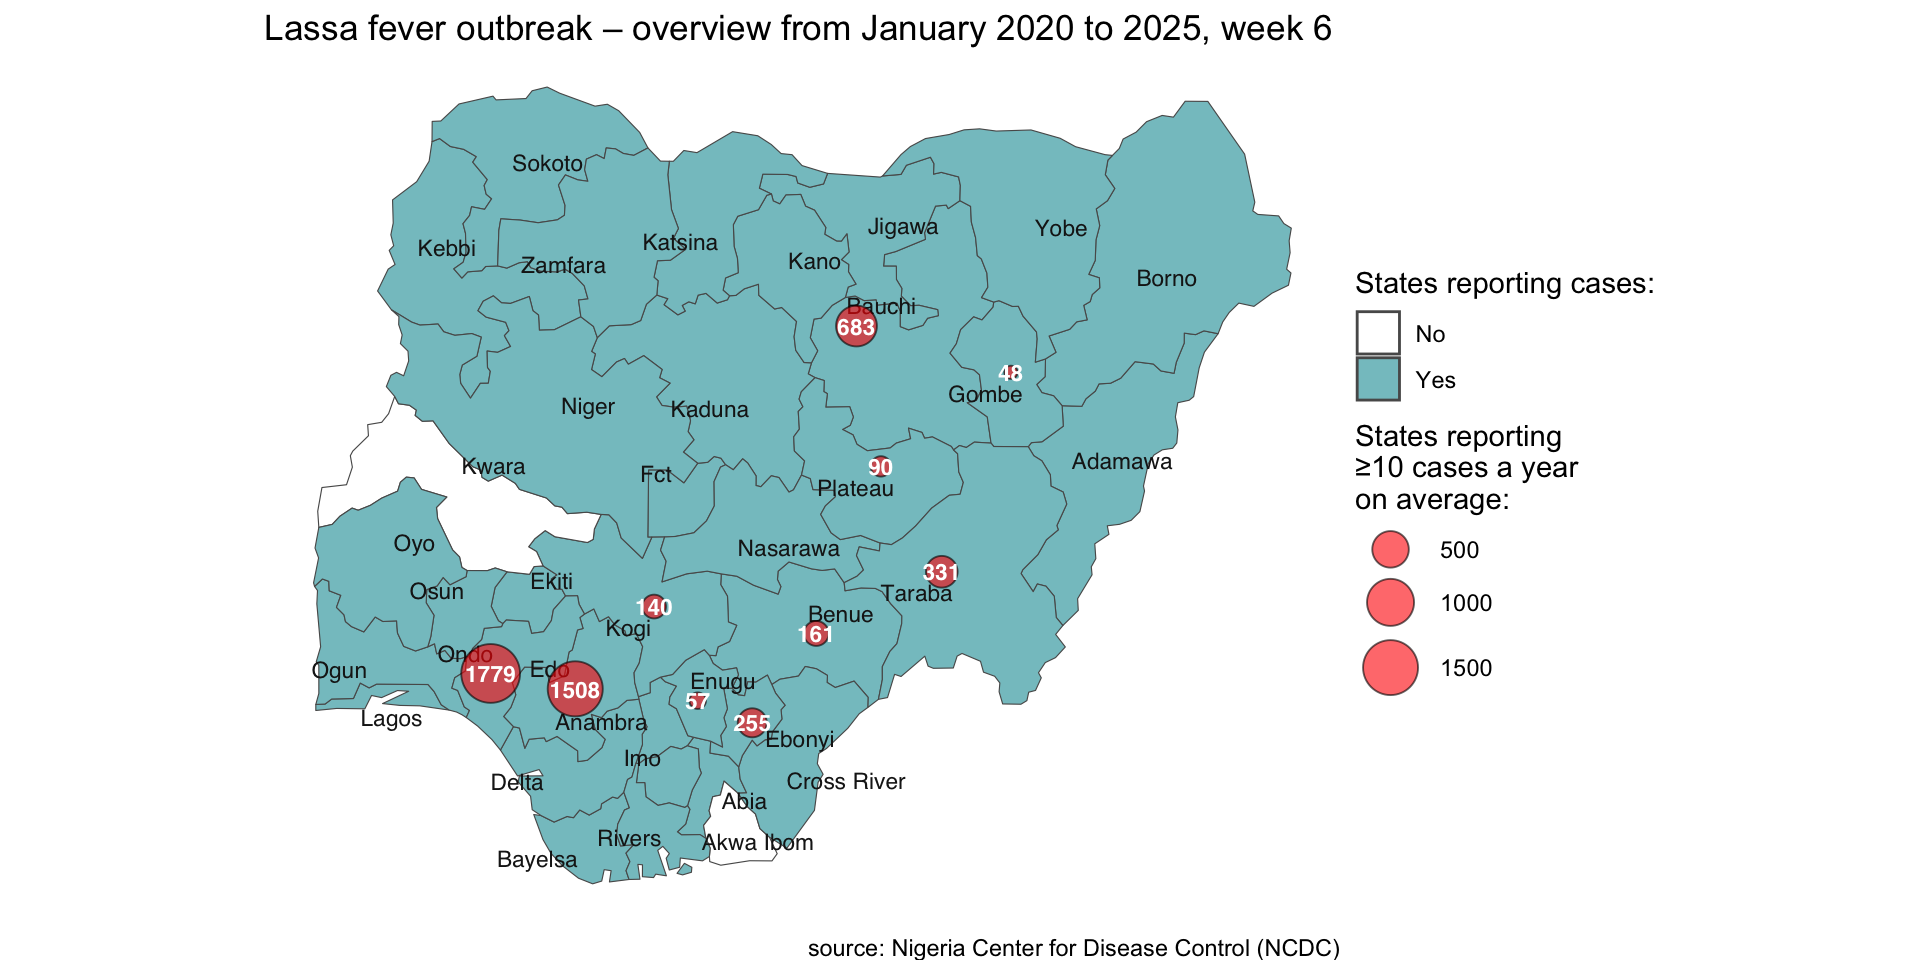 Lassa fever outbreak – overview from January 2020 to 2025, week 6
Sokoto
Jigawa
Yobe
Katsina
Kebbi
Kano
Zamfara
Borno
Bauchi
683
48
Gombe
Niger
Kaduna
Adamawa
Kwara
90
Fct
Plateau
Oyo
Nasarawa
331
Ekiti
Osun
Taraba
140
Benue
Kogi
161
Ondo
Edo
Ogun
1779
Enugu
1508
57
Lagos
Anambra
255
Ebonyi
Imo
Delta
Cross River
Abia
Rivers
Akwa Ibom
Bayelsa
States reporting cases:
No
Yes
States reporting
≥10 cases a year
on average:
500
1000
1500
source: Nigeria Center for Disease Control (NCDC)